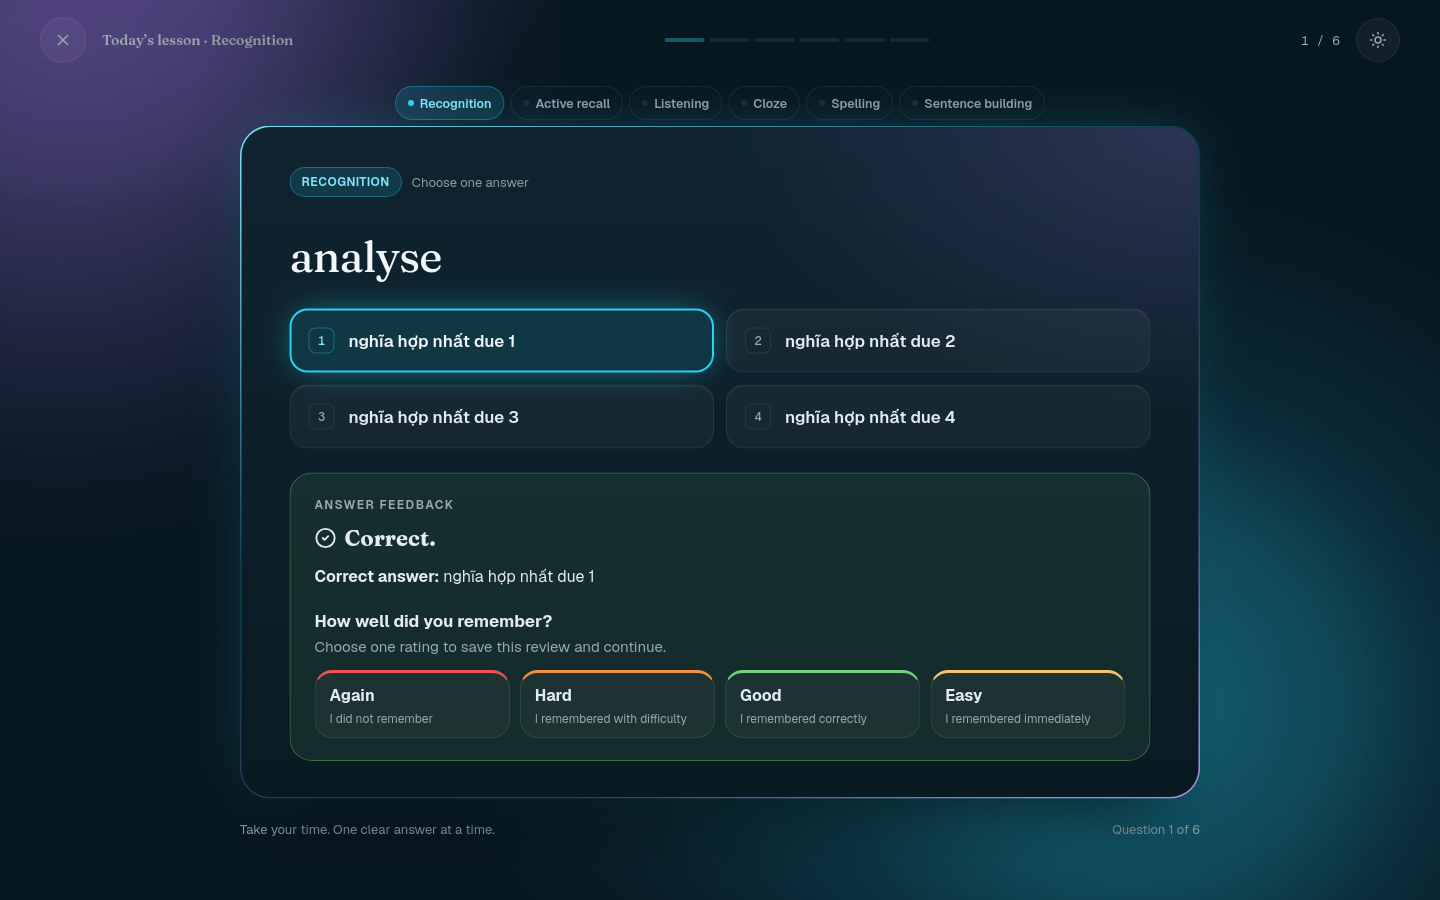 Today's lesson · Recognition
1 / 6
Recognition
Active recall
Listening
Cloze
Spelling
Sentence building
RECOGNITION
Choose one answer
analyse
1 nghĩa hợp nhất due 1
2 nghĩa hợp nhất due 2
3 nghĩa hợp nhất due 3
4 nghĩa hợp nhất due 4
ANSWER FEEDBACK
Correct.
Correct answer: nghĩa hợp nhất due 1
How well did you remember?
Choose one rating to save this review and continue.
Again
I did not remember
Hard
I remembered with difficulty
Good
I remembered correctly
Easy
I remembered immediately
Take your time. One clear answer at a time.
Question 1 of 6